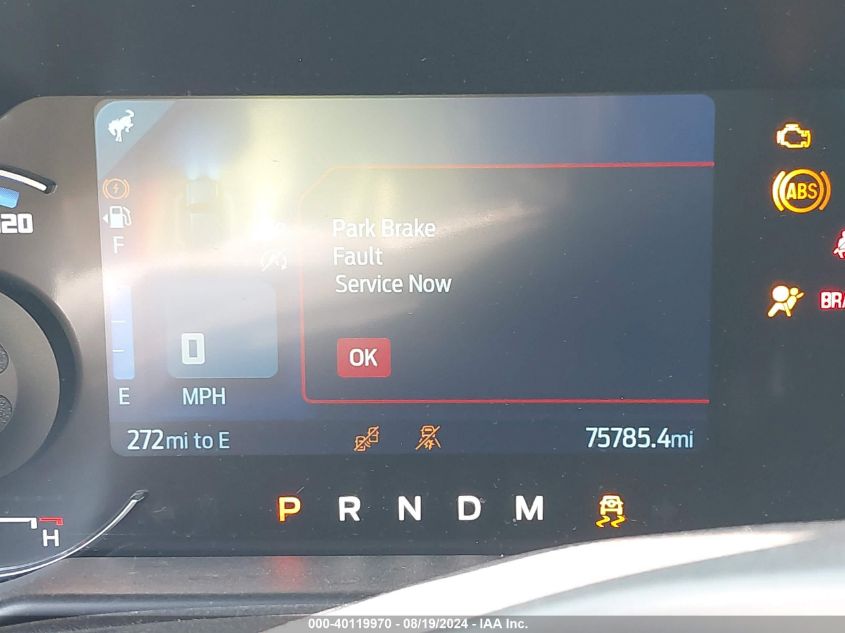 120
F
Park Brake
Fault
Service Now
0
OK
E
MPH
272mi to E
75785.4mi
ABS
BRA
P R N D M
H
000-40119970 - 08/19/2024 - IAA Inc.